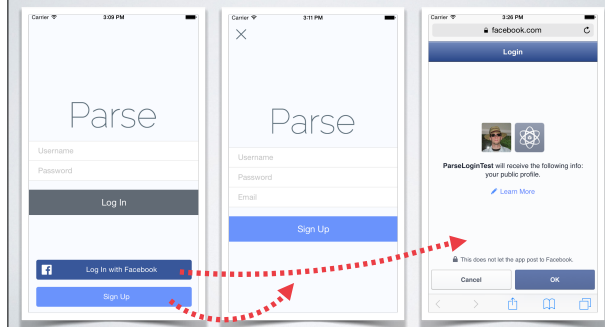 Carrier 3:09 PM
Parse
Username
Password
Log In
f Log In with Facebook
Sign Up
Carrier 3:11 PM
Parse
Username
Password
Email
Sign Up
Carrier 3:26 PM
facebook.com
Login
ParseLoginTest will receive the following info:
your public profile.
Learn More
This does not let the app post to Facebook.
Cancel OK